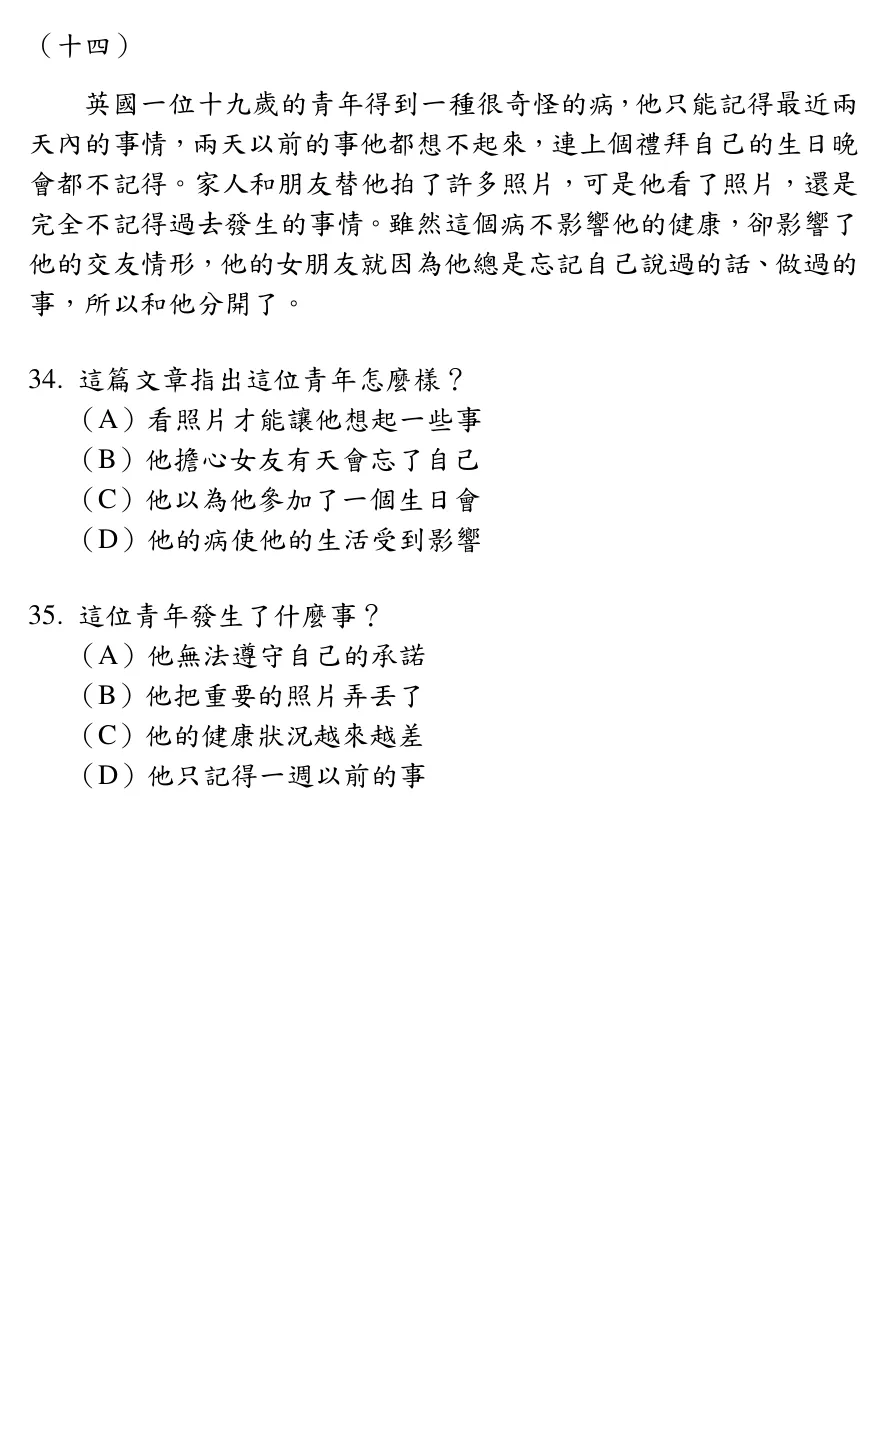 （十四）
英國一位十九歲的青年得到一種很奇怪的病，他只能記得最近兩
天內的事情，兩天以前的事他都想不起來，連上個禮拜自己的生日晚
會都不記得。家人和朋友替他拍了許多照片，可是他看了照片，還是
完全不記得過去發生的事情。雖然這個病不影響他的健康，卻影響了
他的交友情形，他的女朋友就因為他總是忘記自己說過的話、做過的
事，所以和他分開了。
34. 這篇文章指出這位青年怎麼樣？
（A）看照片才能讓他想起一些事
（B）他擔心女友有天會忘了自己
（C）他以為他參加了一個生日會
（D）他的病使他的生活受到影響
35. 這位青年發生了什麼事？
（A）他無法遵守自己的承諾
（B）他把重要的照片弄丟了
（C）他的健康狀況越來越差
（D）他只記得一週以前的事